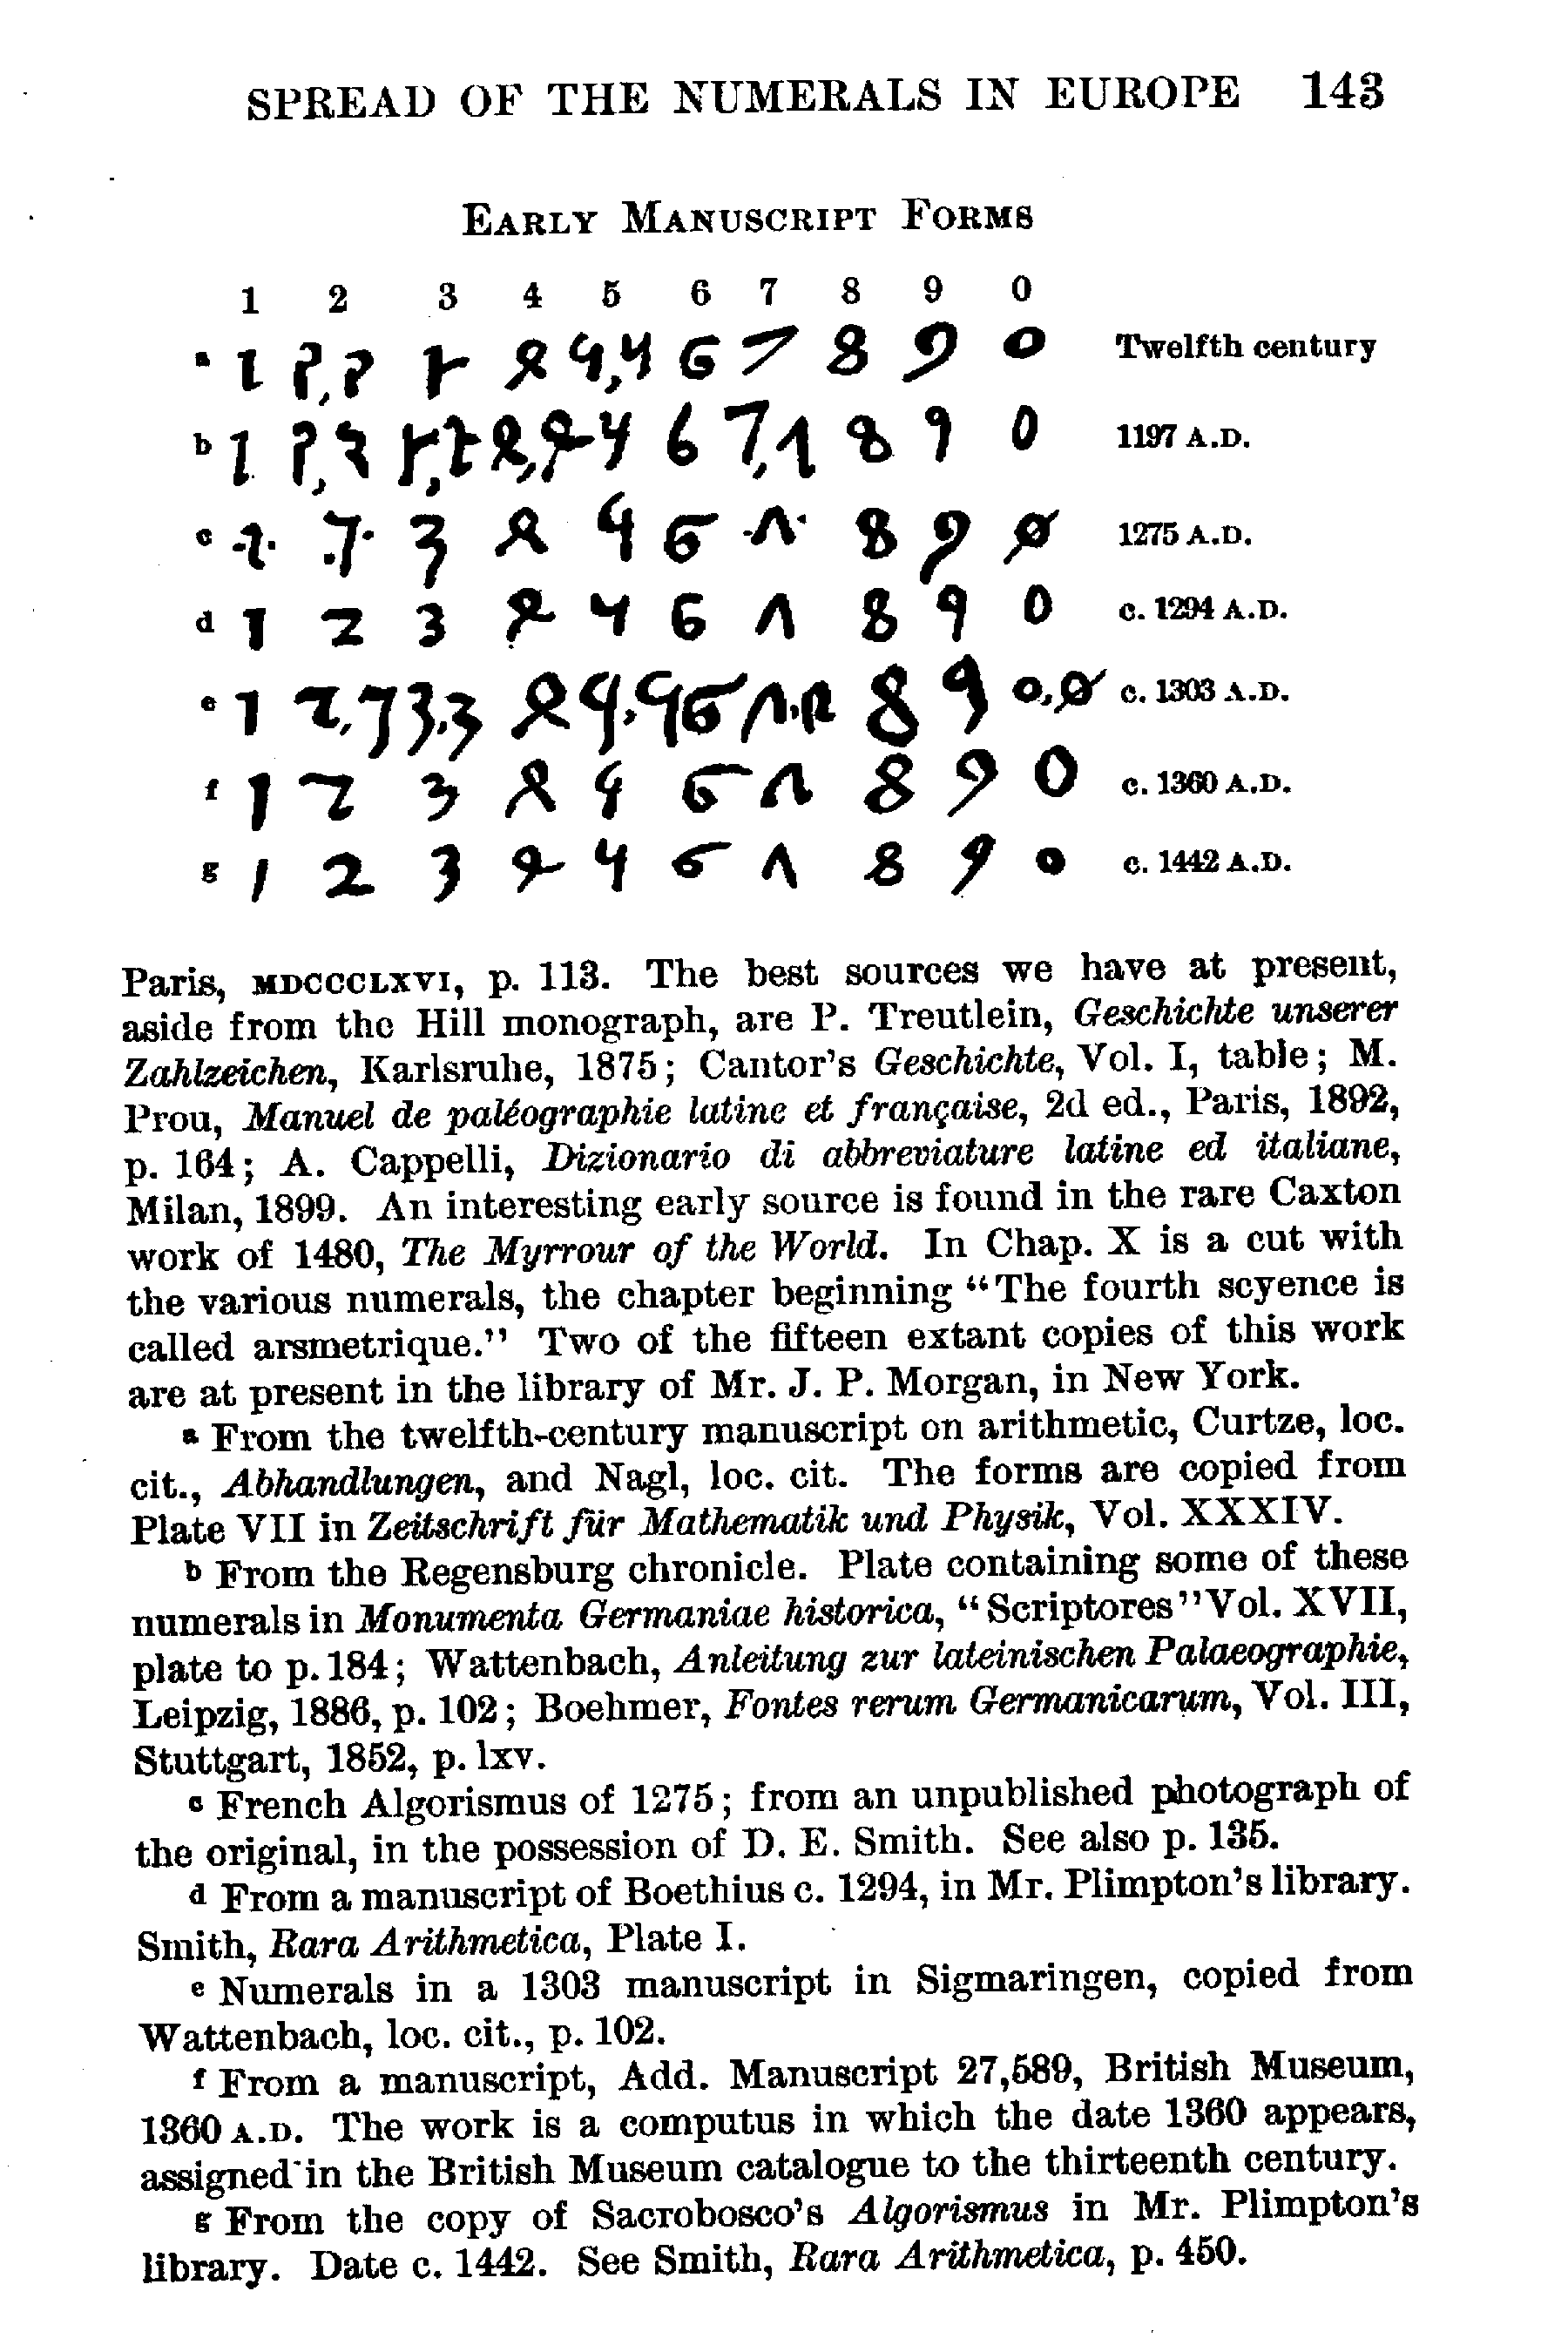 SPREAD OF THE NUMERALS IN EUROPE 143
EARLY MANUSCRIPT FORMS
1 2 3 4 5 6 7 8 9 0
a Twelfth century
b 1197 A.D.
c 1275 A.D.
d c. 1294 A.D.
e c. 1303 A.D.
f c. 1360 A.D.
g c. 1442 A.D.
Paris, MDCCCLXVI, p. 113. The best sources we have at present,
aside from the Hill monograph, are P. Treutlein, Geschichte unserer
Zahlzeichen, Karlsruhe, 1875; Cantor's Geschichte, Vol. I, table; M.
Prou, Manuel de paléographie latine et française, 2d ed., Paris, 1892,
p. 164; A. Cappelli, Dizionario di abbreviature latine ed italiane,
Milan, 1899. An interesting early source is found in the rare Caxton
work of 1480, The Myrrour of the World. In Chap. X is a cut with
the various numerals, the chapter beginning "The fourth scyence is
called arsmetrique." Two of the fifteen extant copies of this work
are at present in the library of Mr. J. P. Morgan, in New York.
a From the twelfth-century manuscript on arithmetic, Curtze, loc.
cit., Abhandlungen, and Nagl, loc. cit. The forms are copied from
Plate VII in Zeitschrift für Mathematik und Physik, Vol. XXXIV.
b From the Regensburg chronicle. Plate containing some of these
numerals in Monumenta Germaniae historica, "Scriptores" Vol. XVII,
plate to p. 184; Wattenbach, Anleitung zur lateinischen Palaeographie,
Leipzig, 1886, p. 102; Boehmer, Fontes rerum Germanicarum, Vol. III,
Stuttgart, 1852, p. lxv.
c French Algorismus of 1275; from an unpublished photograph of
the original, in the possession of D. E. Smith. See also p. 135.
d From a manuscript of Boethius c. 1294, in Mr. Plimpton's library.
Smith, Rara Arithmetica, Plate I.
e Numerals in a 1303 manuscript in Sigmaringen, copied from
Wattenbach, loc. cit., p. 102.
f From a manuscript, Add. Manuscript 27,589, British Museum,
1360 A.D. The work is a computus in which the date 1360 appears,
assigned in the British Museum catalogue to the thirteenth century.
g From the copy of Sacrobosco's Algorismus in Mr. Plimpton's
library. Date c. 1442. See Smith, Rara Arithmetica, p. 450.